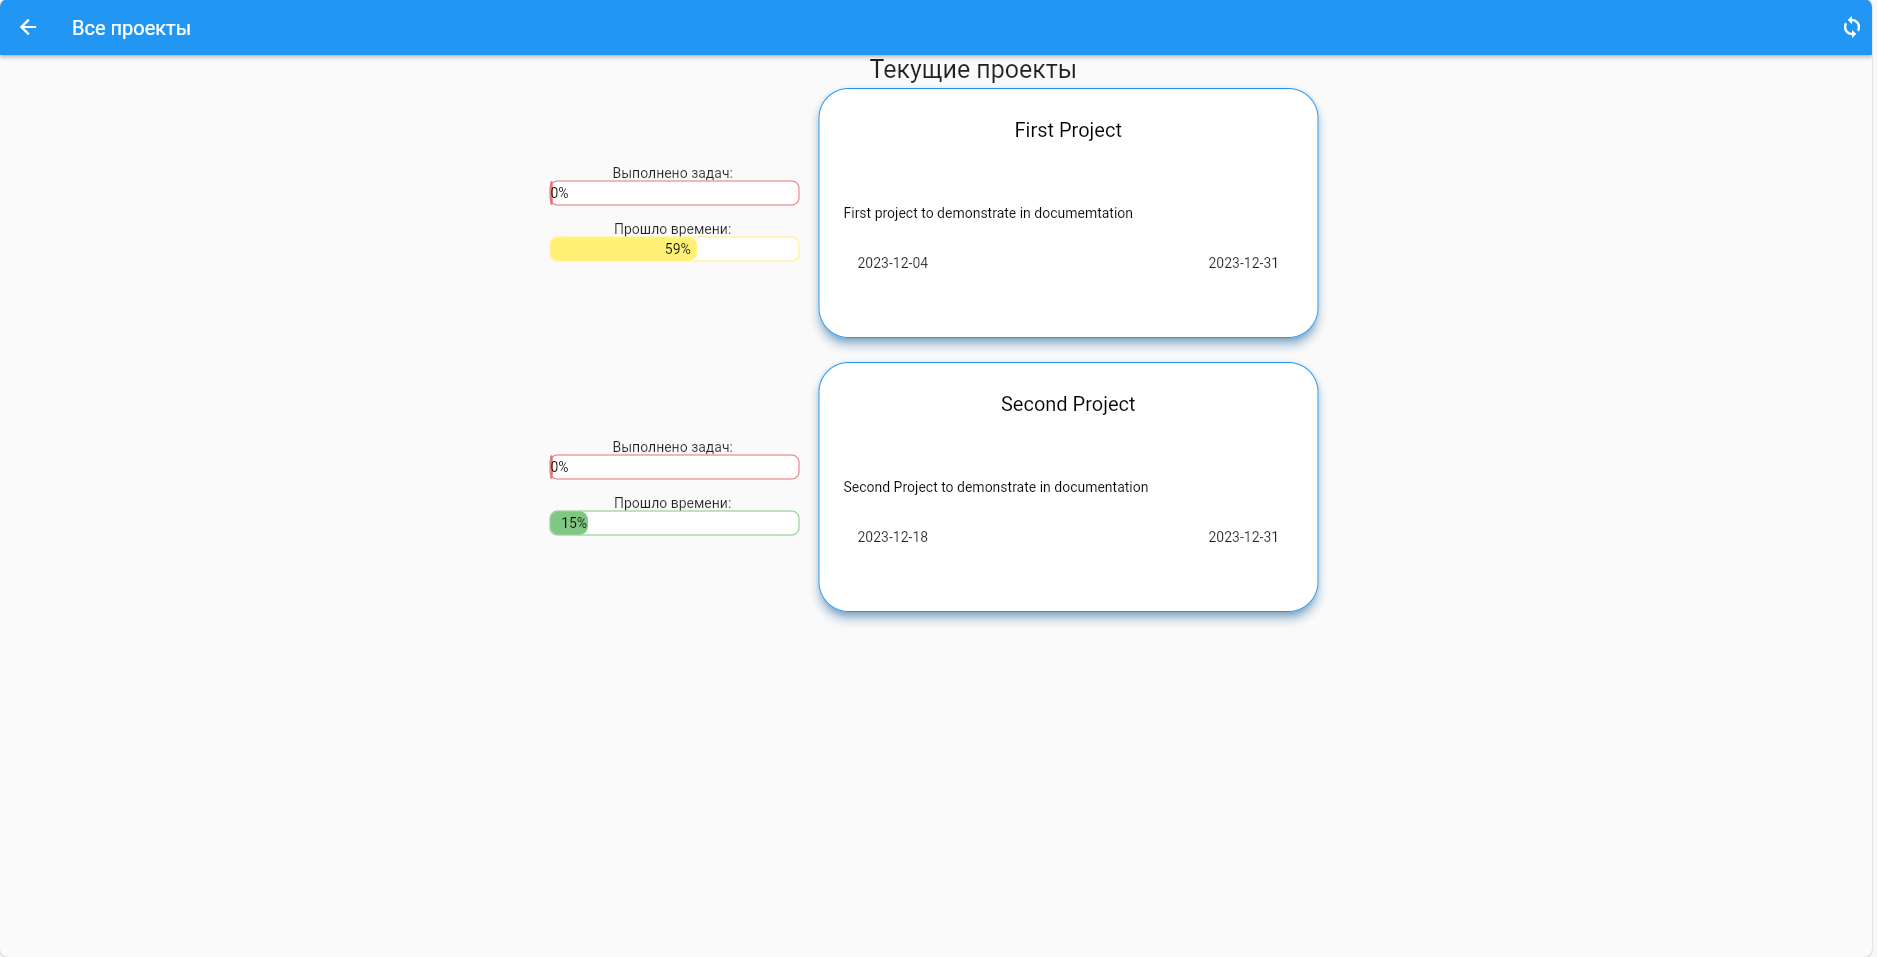 Все проекты
Текущие проекты
First Project
Выполнено задач:
0%
Прошло времени:
59%
First project to demonstrate in documemtation
2023-12-04 2023-12-31
Second Project
Выполнено задач:
0%
Прошло времени:
15%
Second Project to demonstrate in documentation
2023-12-18 2023-12-31